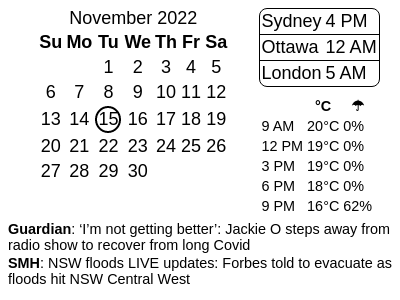 November 2022
Su Mo Tu We Th Fr Sa
1 2 3 4 5
6 7 8 9 10 11 12
13 14 15 16 17 18 19
20 21 22 23 24 25 26
27 28 29 30
Sydney 4 PM
Ottawa 12 AM
London 5 AM
°C ☂
9 AM 20°C 0%
12 PM 19°C 0%
3 PM 19°C 0%
6 PM 18°C 0%
9 PM 16°C 62%
Guardian: ‘I’m not getting better’: Jackie O steps away from
radio show to recover from long Covid
SMH: NSW floods LIVE updates: Forbes told to evacuate as
floods hit NSW Central West